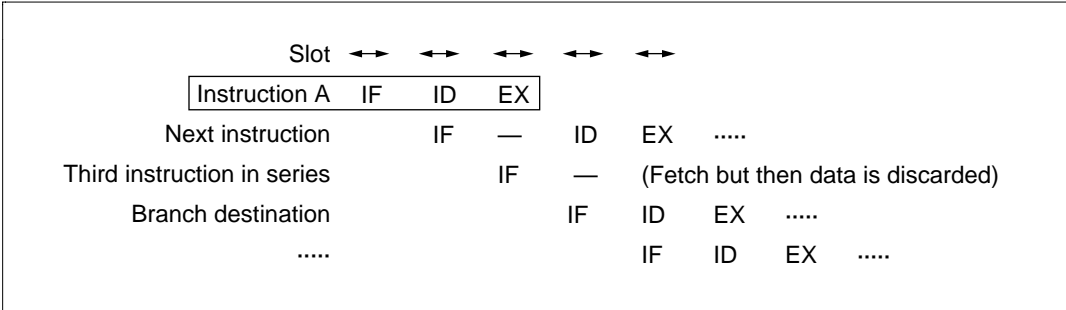 Slot
Instruction A IF ID EX
Next instruction IF — ID EX .....
Third instruction in series IF — (Fetch but then data is discarded)
Branch destination IF ID EX .....
..... IF ID EX .....